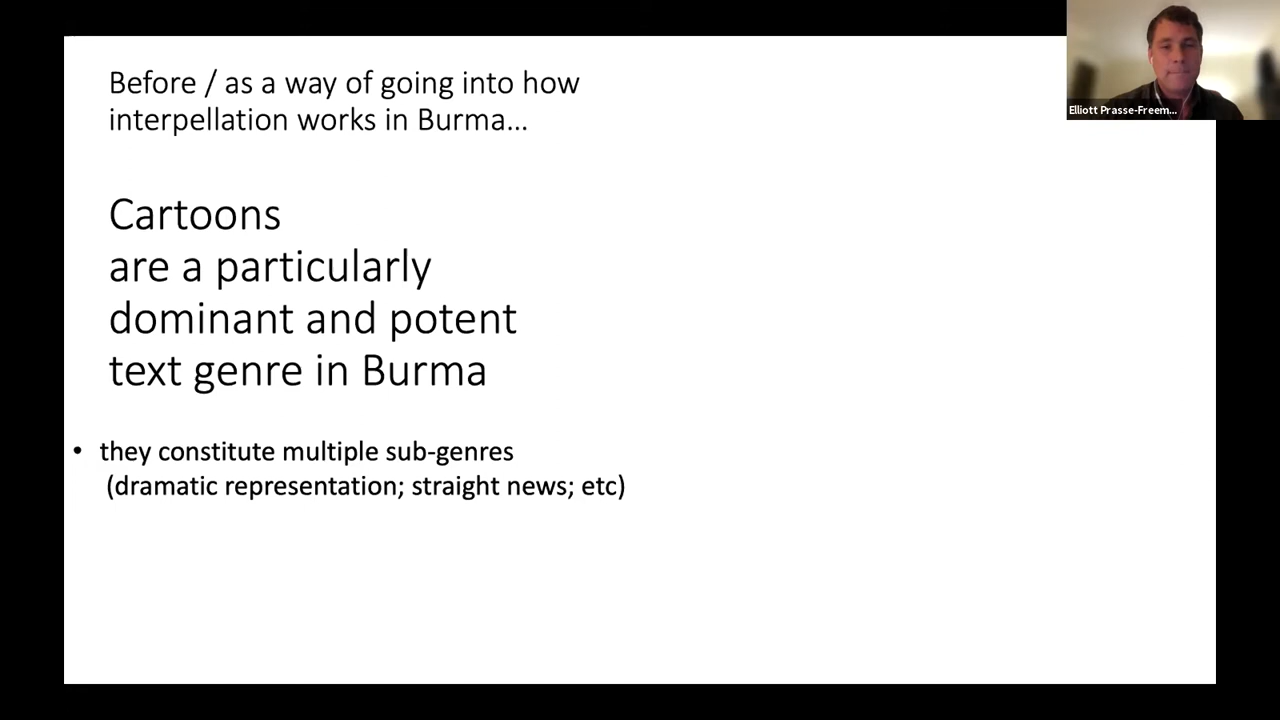 Before / as a way of going into how
interpellation works in Burma...
Cartoons
are a particularly
dominant and potent
text genre in Burma
• they constitute multiple sub-genres
(dramatic representation; straight news; etc)
Elliott Prasse-Freem...